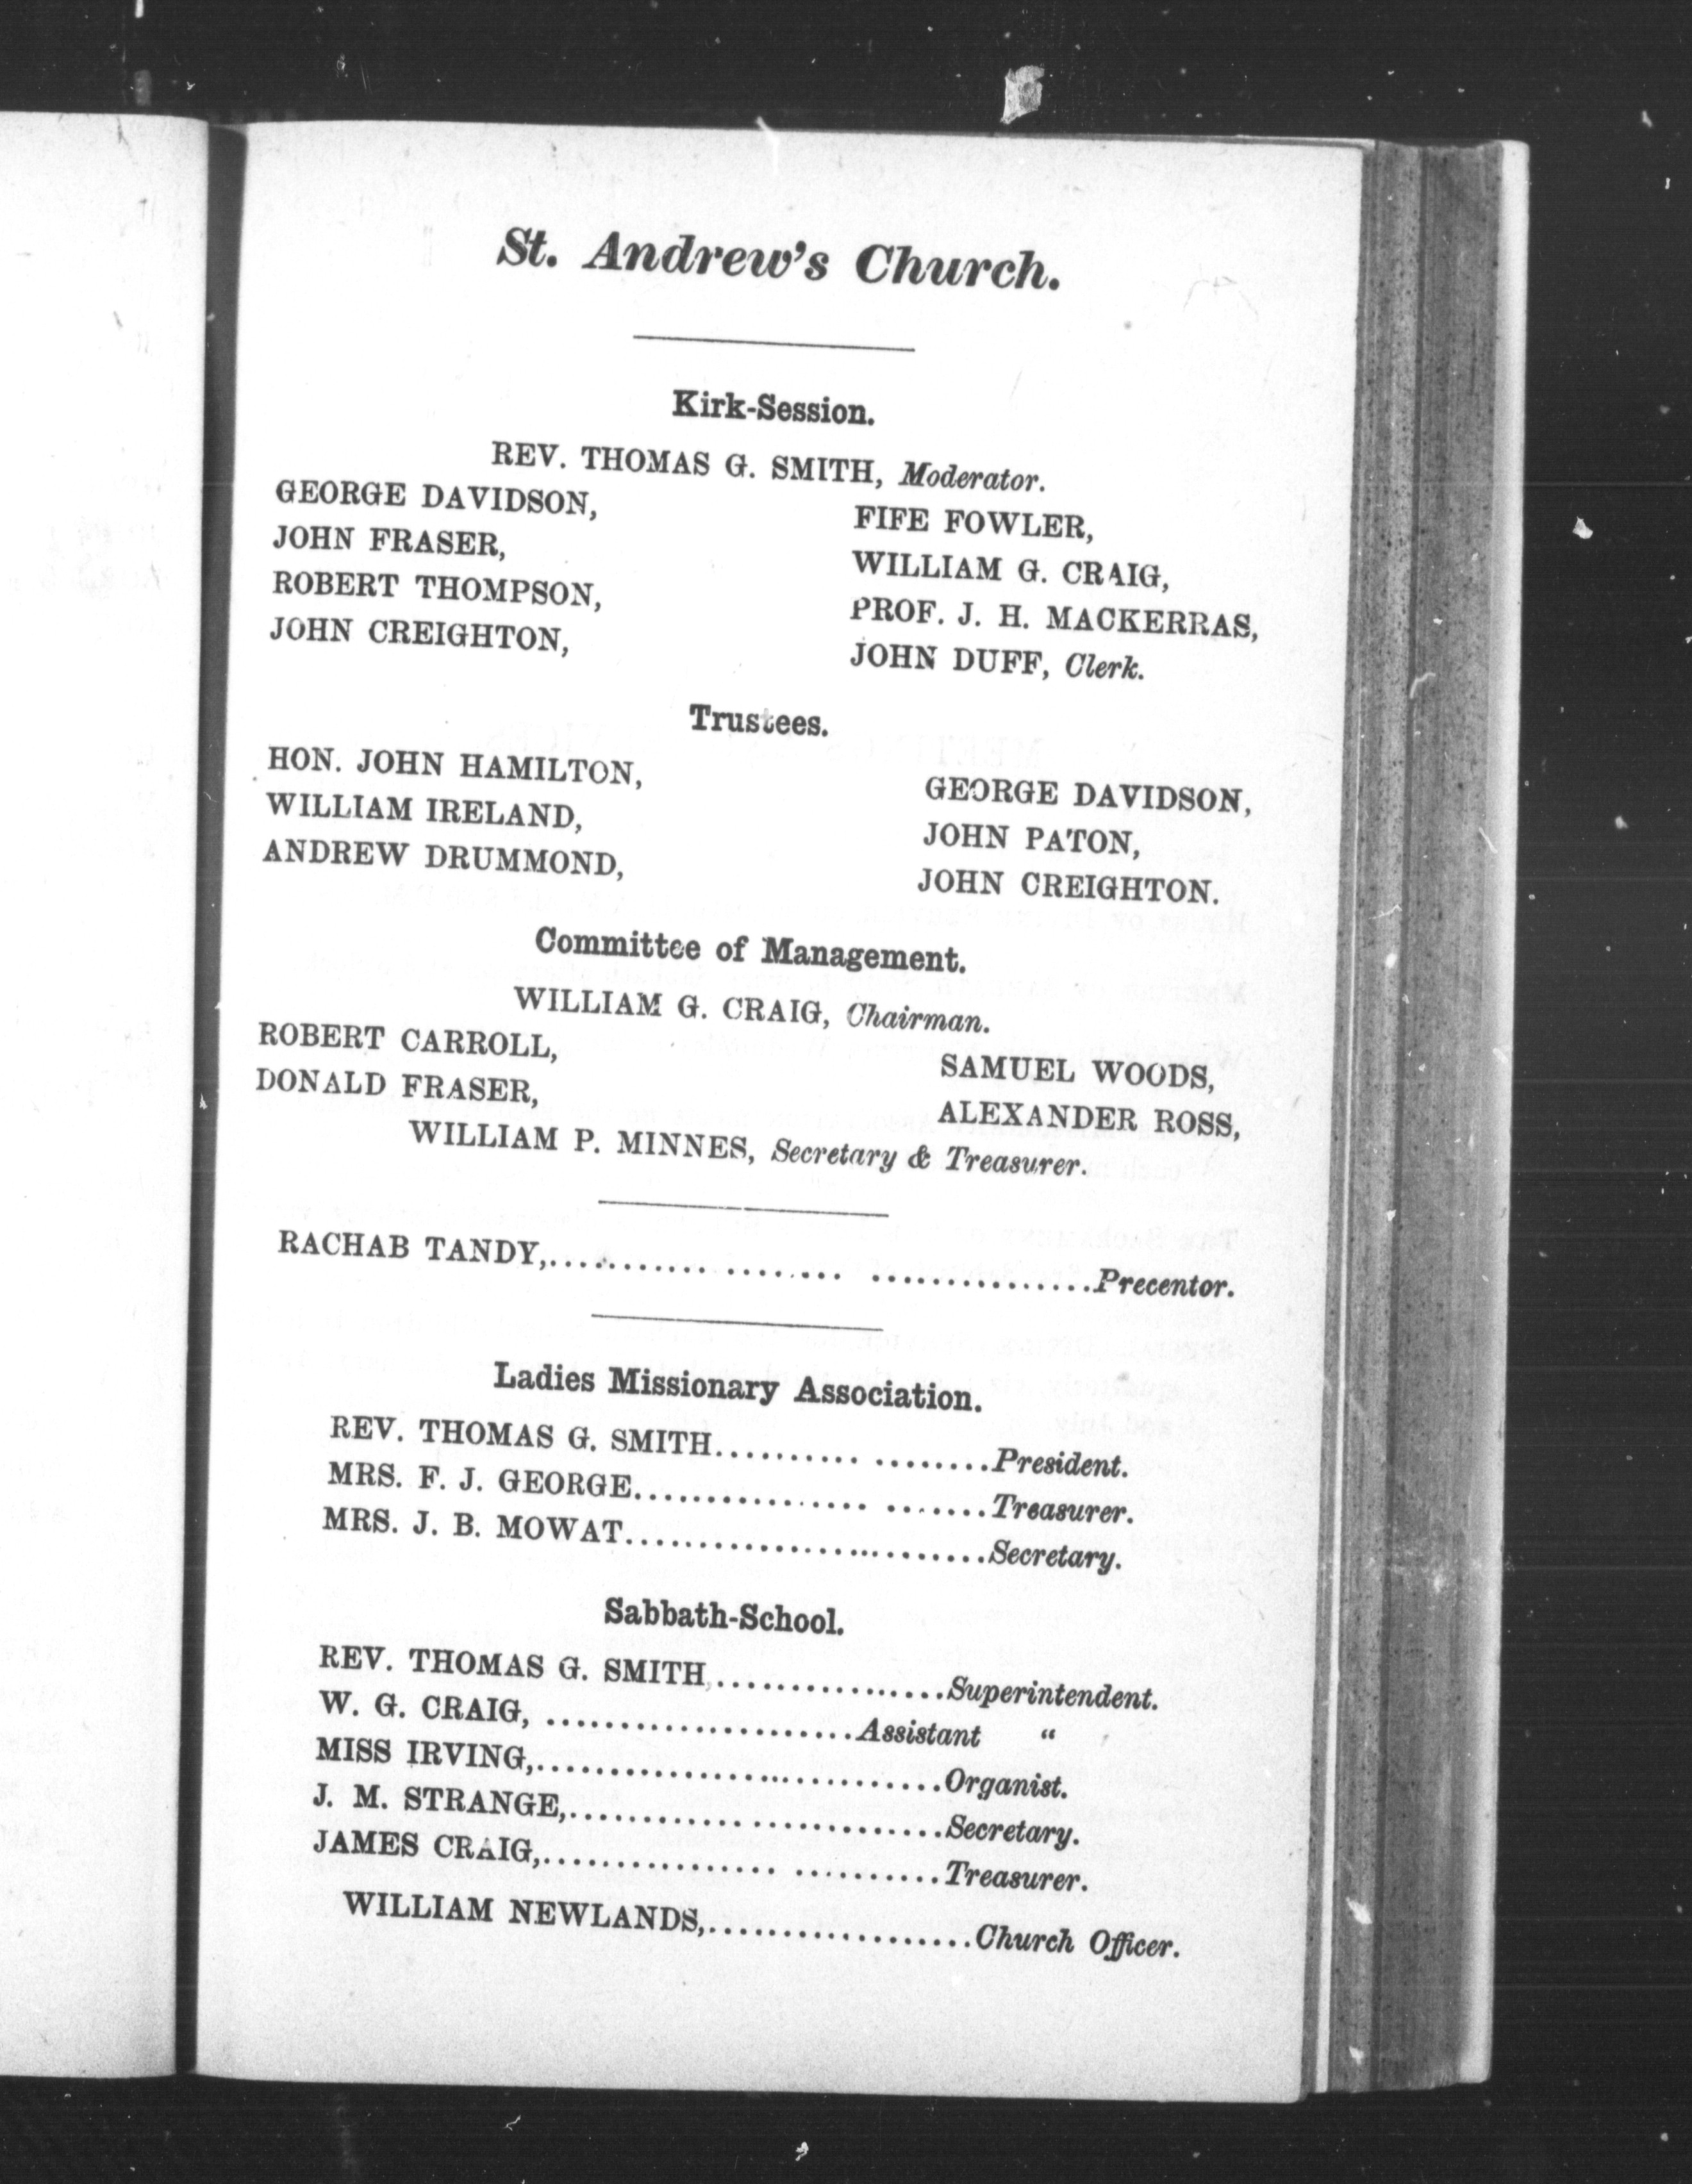 St. Andrew's Church.
Kirk-Session.
REV. THOMAS G. SMITH, Moderator.
GEORGE DAVIDSON, FIFE FOWLER,
JOHN FRASER, WILLIAM G. CRAIG,
ROBERT THOMPSON, PROF. J. H. MACKERRAS,
JOHN CREIGHTON, JOHN DUFF, Clerk.
Trustees.
HON. JOHN HAMILTON, GEORGE DAVIDSON,
WILLIAM IRELAND, JOHN PATON,
ANDREW DRUMMOND, JOHN CREIGHTON.
Committee of Management.
WILLIAM G. CRAIG, Chairman.
ROBERT CARROLL, SAMUEL WOODS,
DONALD FRASER, ALEXANDER ROSS,
WILLIAM P. MINNES, Secretary & Treasurer.
RACHAB TANDY,.................................Precentor.
Ladies Missionary Association.
REV. THOMAS G. SMITH.................. President.
MRS. F. J. GEORGE.......................Treasurer.
MRS. J. B. MOWAT........................Secretary.
Sabbath-School.
REV. THOMAS G. SMITH,................Superintendent.
W. G. CRAIG, .....................Assistant "
MISS IRVING,............................Organist.
J. M. STRANGE,..........................Secretary.
JAMES CRAIG,..........................Treasurer.
WILLIAM NEWLANDS,..................Church Officer.